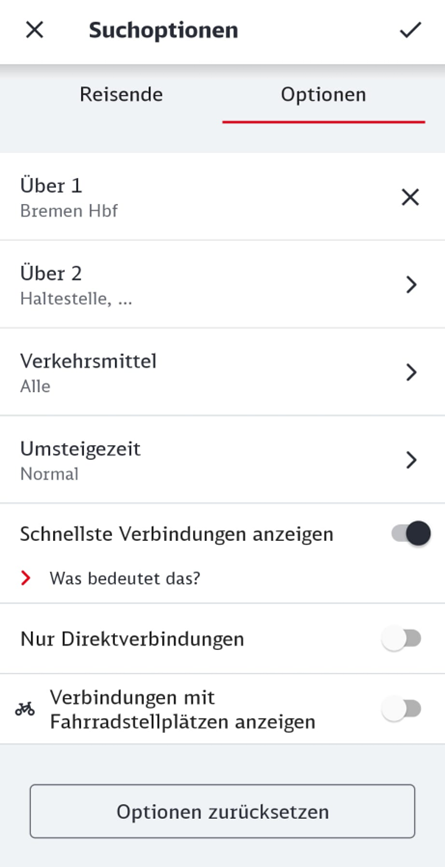 Suchoptionen
Reisende
Optionen
Über 1
Bremen Hbf
Über 2
Haltestelle, ...
Verkehrsmittel
Alle
Umsteigezeit
Normal
Schnellste Verbindungen anzeigen
Was bedeutet das?
Nur Direktverbindungen
Verbindungen mit
Fahrradstellplätzen anzeigen
Optionen zurücksetzen